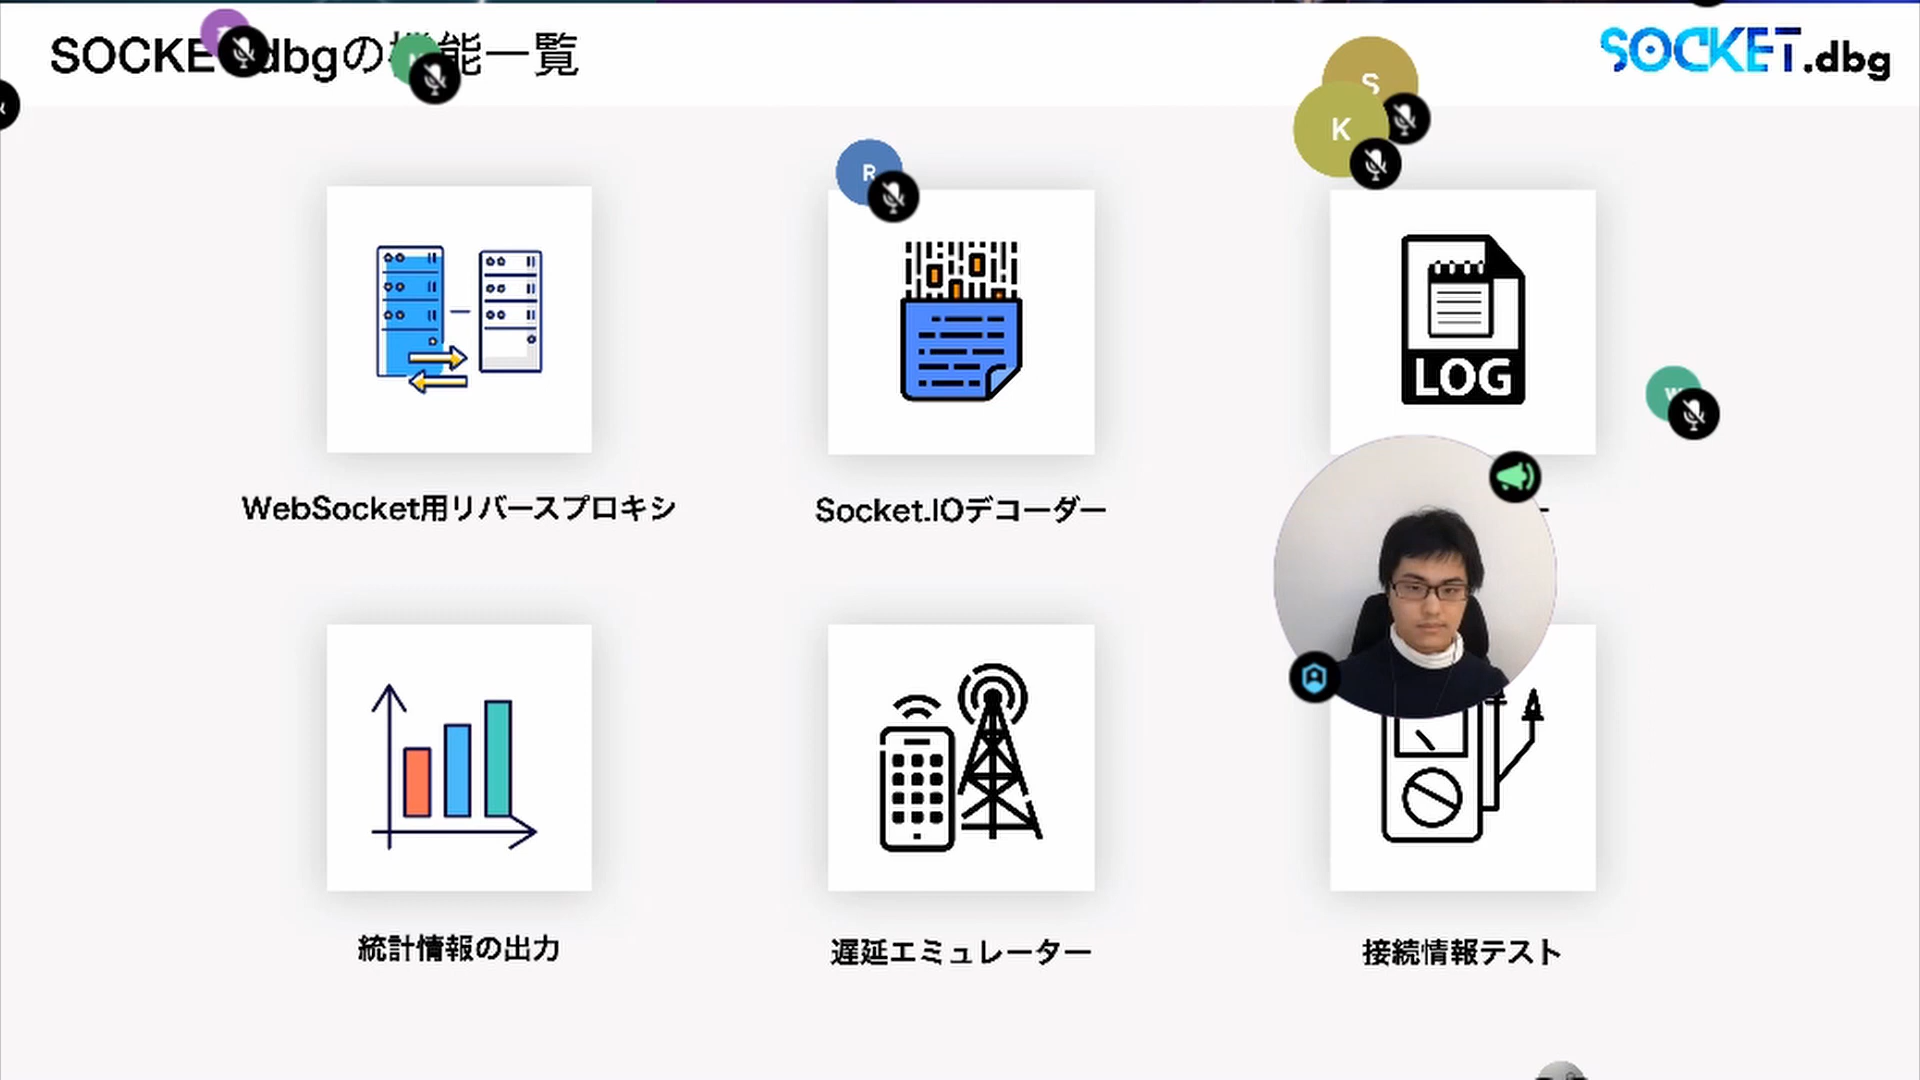 SOCKE dbgの 能一覧
SOCKET.dbg
S
K
R
LOG
WebSocket用リバースプロキシ
Socket.IOデコーダー
ー
統計情報の出力
遅延エミュレーター
接続情報テスト